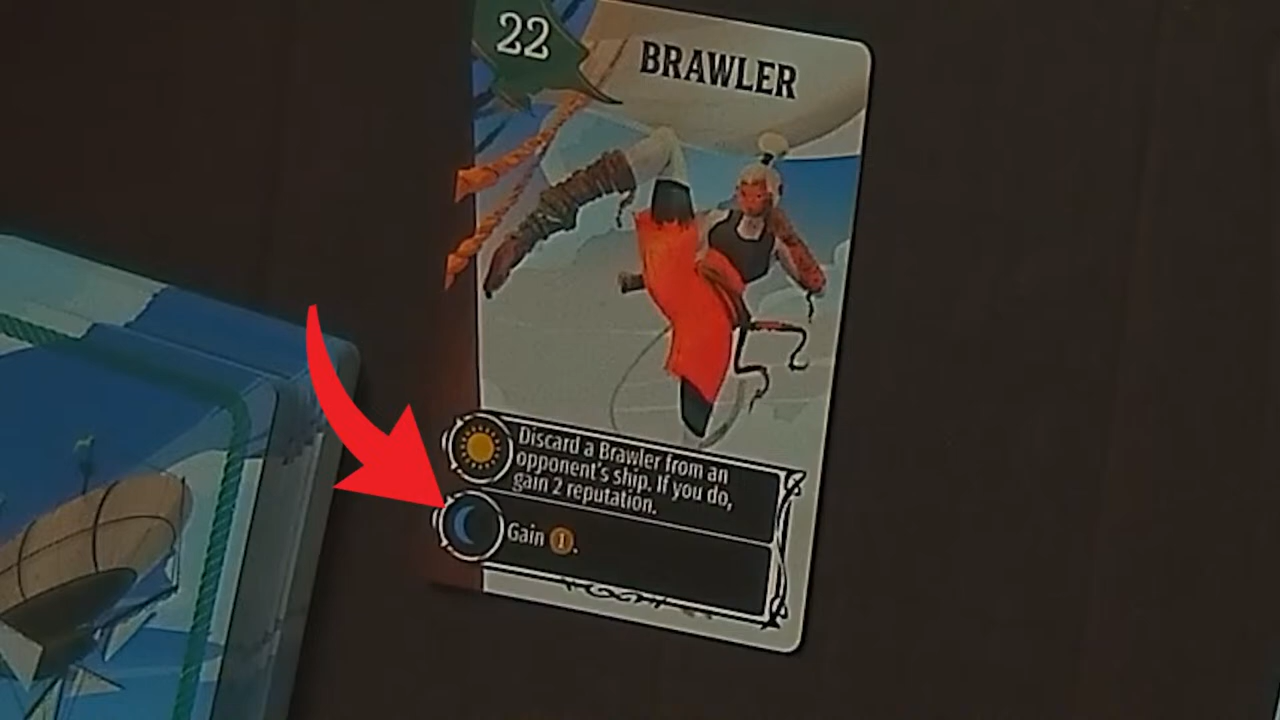 22
BRAWLER
Discard a Brawler from an
opponent's ship. If you do,
gain 2 reputation.
Gain 1.